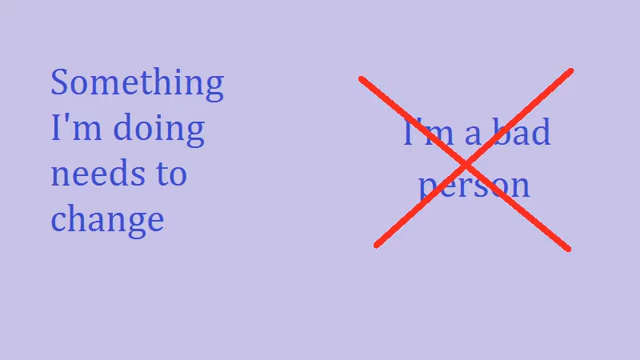 Something
I'm doing
needs to
change
I'm a bad
person